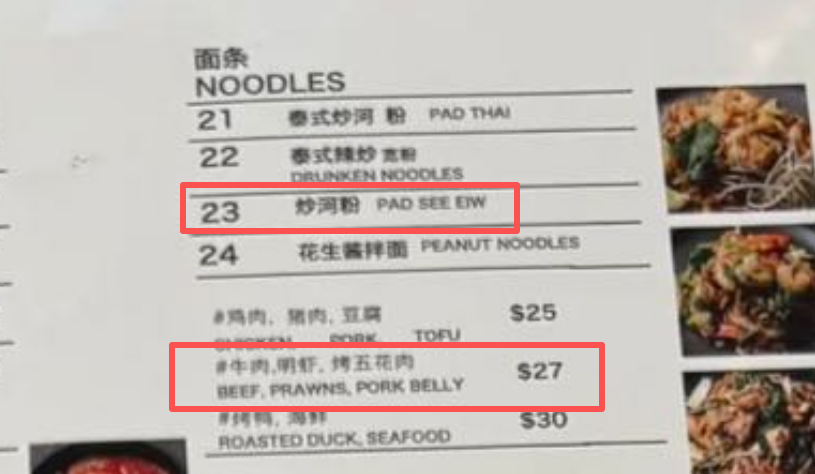 面条
NOODLES
21 泰式炒河 粉 PAD THAI
22 泰式辣炒 宽粉
DRUNKEN NOODLES
23 炒河粉 PAD SEE EIW
24 花生酱拌面 PEANUT NOODLES
#鸡肉, 猪肉, 豆腐 $25
CHICKEN PORK TOFU
#牛肉,明虾, 烤五花肉 $27
BEEF, PRAWNS, PORK BELLY
#烤鸭, 海鲜 $30
ROASTED DUCK, SEAFOOD